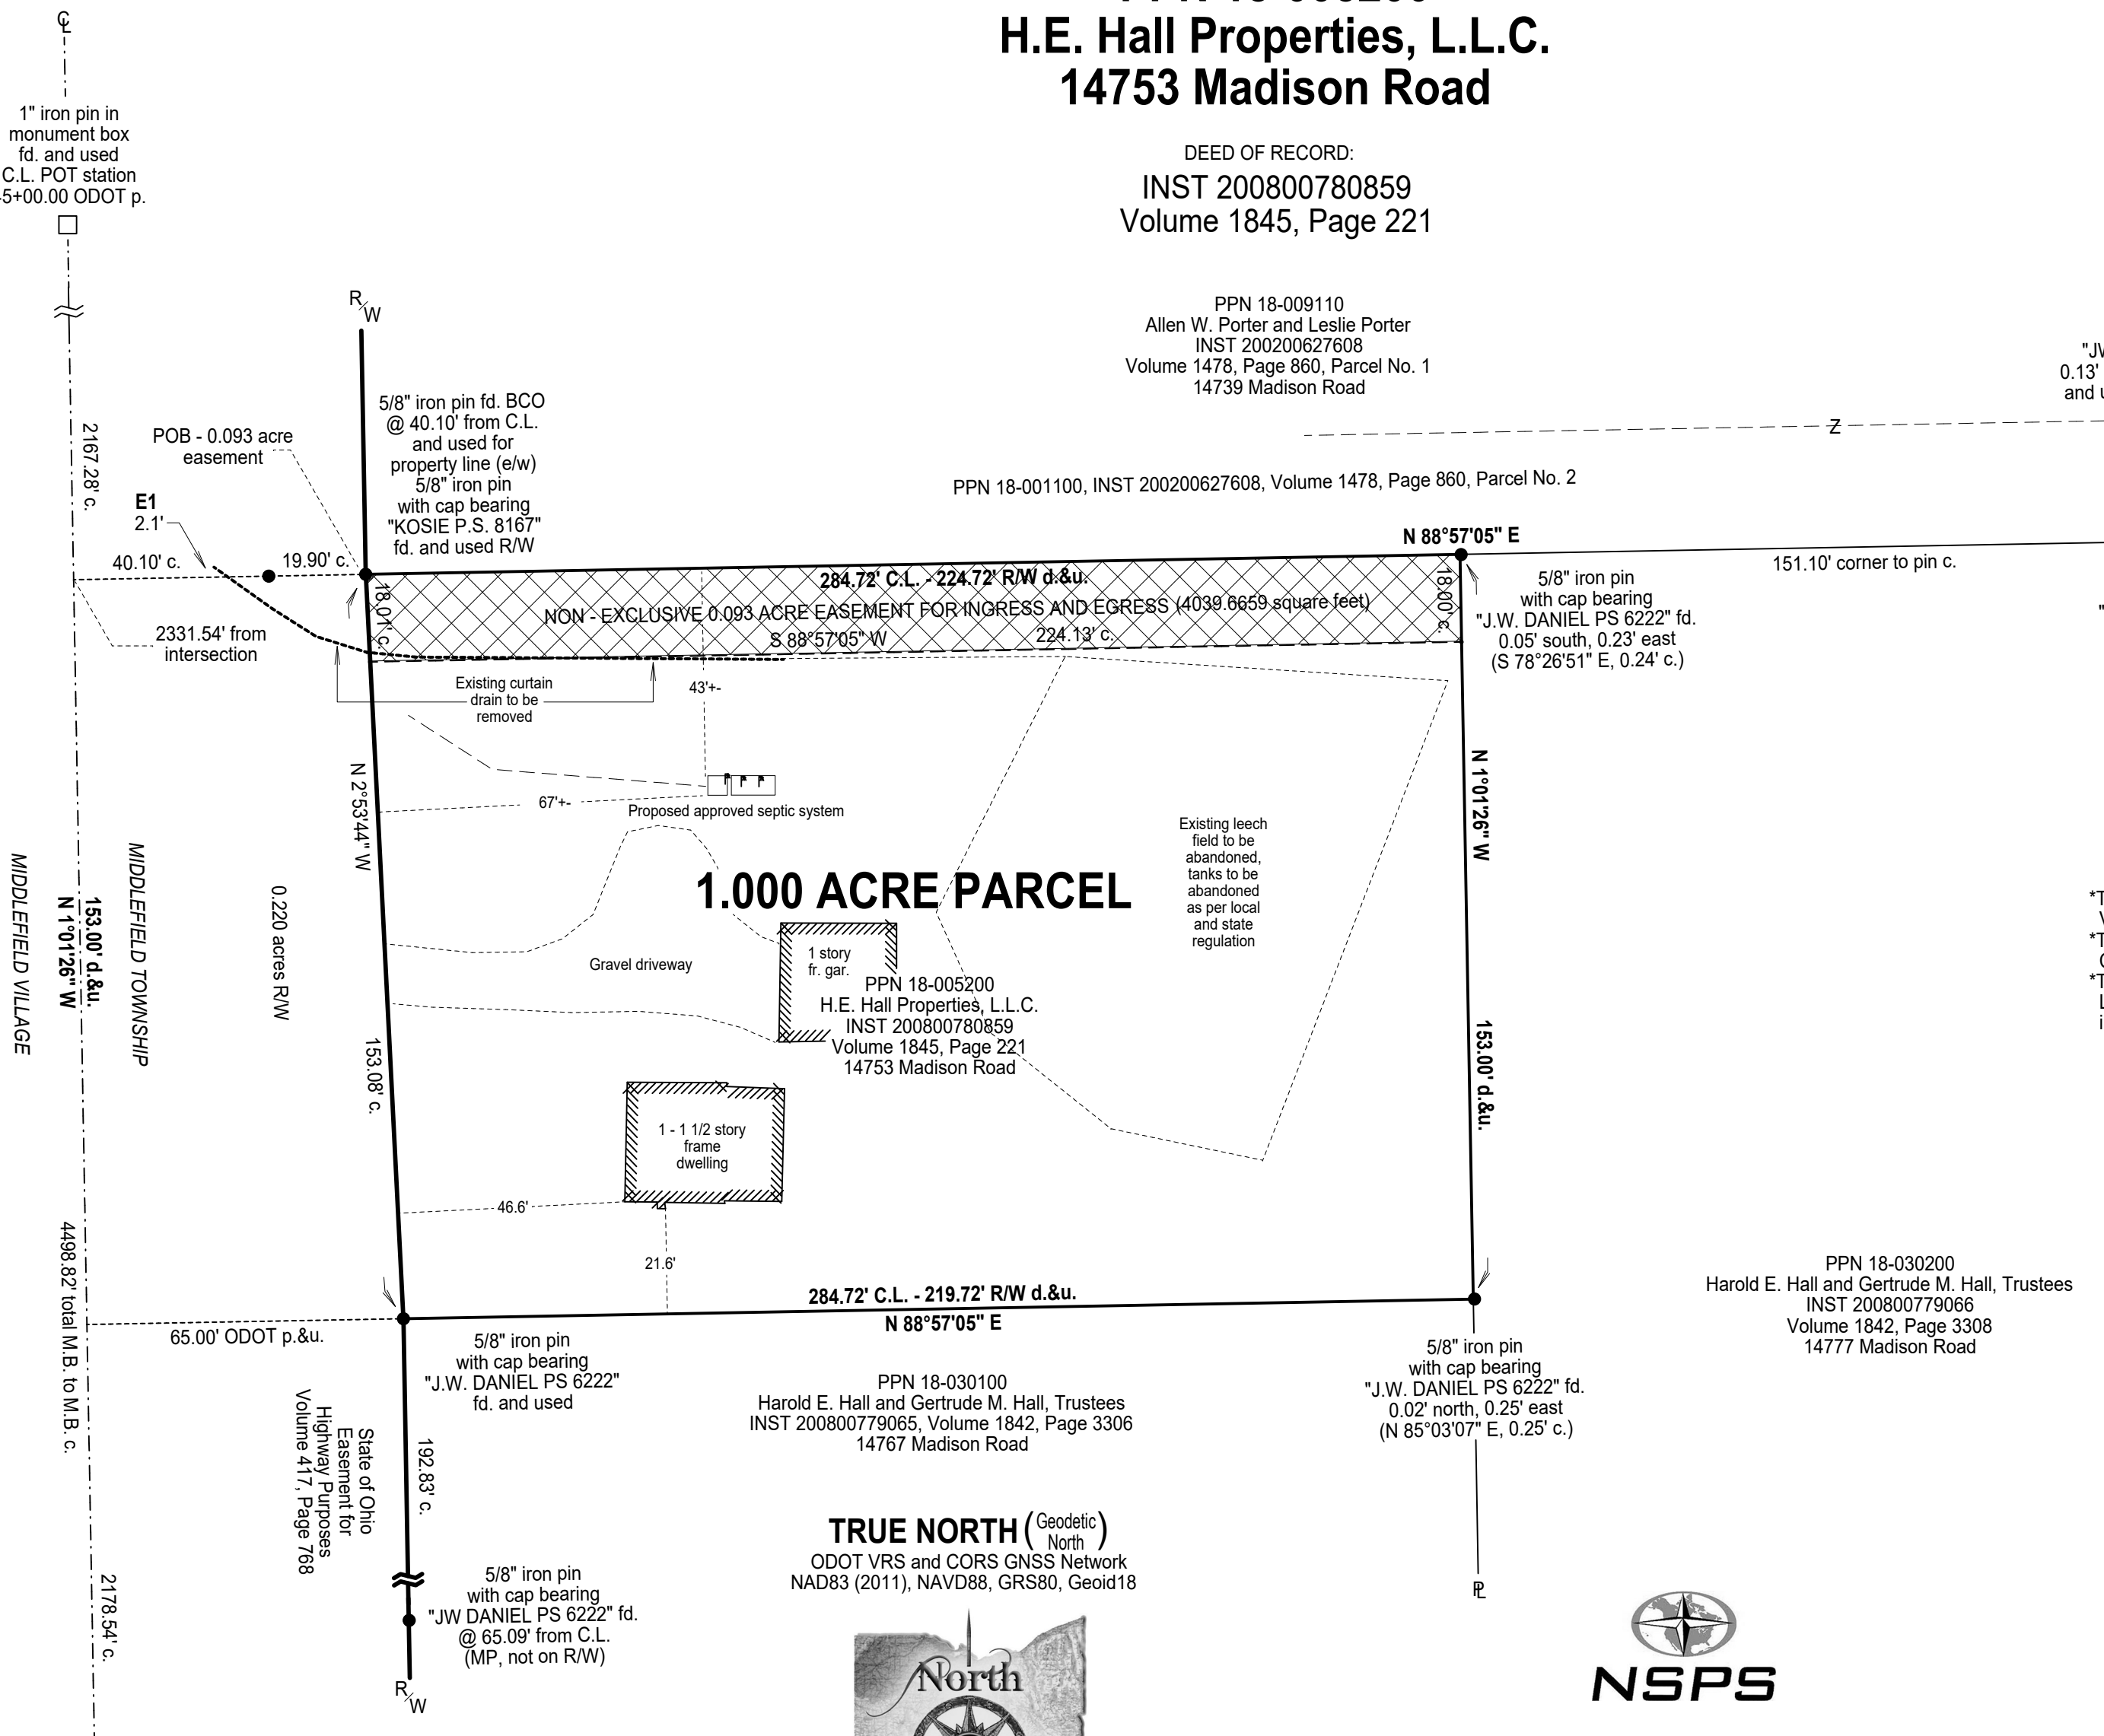 H.E. Hall Properties, L.L.C.
14753 Madison Road
DEED OF RECORD:
INST 200800780859
Volume 1845, Page 221
1" iron pin in
monument box
fd. and used
C.L. POT station
5+00.00 ODOT p.
R/W
PPN 18-009110
Allen W. Porter and Leslie Porter
INST 200200627608
Volume 1478, Page 860, Parcel No. 1
14739 Madison Road
0.13'
Z
PPN 18-001100, INST 200200627608, Volume 1478, Page 860, Parcel No. 2
5/8" iron pin fd. BCO
@ 40.10' from C.L.
and used for
property line (e/w)
5/8" iron pin
with cap bearing
"KOSIE P.S. 8167"
fd. and used R/W
POB - 0.093 acre
easement
2167.28' c.
E1
2.1'
40.10' c.
19.90' c.
2331.54' from
intersection
N 88°57'05" E
151.10' corner to pin c.
284.72' C.L. - 224.72' R/W d.&u.
NON - EXCLUSIVE 0.093 ACRE EASEMENT FOR INGRESS AND EGRESS (4039.6659 square feet)
S 88°57'05" W
224.13' c.
18.01' c.
18.00' c.
5/8" iron pin
with cap bearing
"J.W. DANIEL PS 6222" fd.
0.05' south, 0.23' east
(S 78°26'51" E, 0.24' c.)
Existing curtain
drain to be
removed
43'+-
67'+-
Proposed approved septic system
N 2°53'44" W
153.08' c.
N 1°01'26" W
153.00' d.&u.
Existing leech
field to be
abandoned,
tanks to be
abandoned
as per local
and state
regulation
1.000 ACRE PARCEL
Gravel driveway
1 story
fr. gar.
PPN 18-005200
H.E. Hall Properties, L.L.C.
INST 200800780859
Volume 1845, Page 221
14753 Madison Road
MIDDLEFIELD VILLAGE
N 1°01'26" W
153.00' d.&u.
MIDDLEFIELD TOWNSHIP
0.220 acres R/W
1 - 1 1/2 story
frame
dwelling
46.6'
21.6'
284.72' C.L. - 219.72' R/W d.&u.
N 88°57'05" E
65.00' ODOT p.&u.
4498.82' total M.B. to M.B. c.
5/8" iron pin
with cap bearing
"J.W. DANIEL PS 6222"
fd. and used
PPN 18-030100
Harold E. Hall and Gertrude M. Hall, Trustees
INST 200800779065, Volume 1842, Page 3306
14767 Madison Road
5/8" iron pin
with cap bearing
"J.W. DANIEL PS 6222" fd.
0.02' north, 0.25' east
(N 85°03'07" E, 0.25' c.)
PPN 18-030200
Harold E. Hall and Gertrude M. Hall, Trustees
INST 200800779066
Volume 1842, Page 3308
14777 Madison Road
State of Ohio
Easement for
Highway Purposes
Volume 417, Page 768
192.83' c.
2178.54' c.
TRUE NORTH (Geodetic North)
ODOT VRS and CORS GNSS Network
NAD83 (2011), NAVD88, GRS80, Geoid18
5/8" iron pin
with cap bearing
"JW DANIEL PS 6222" fd.
@ 65.09' from C.L.
(MP, not on R/W)
R/W
PL
North
NSPS